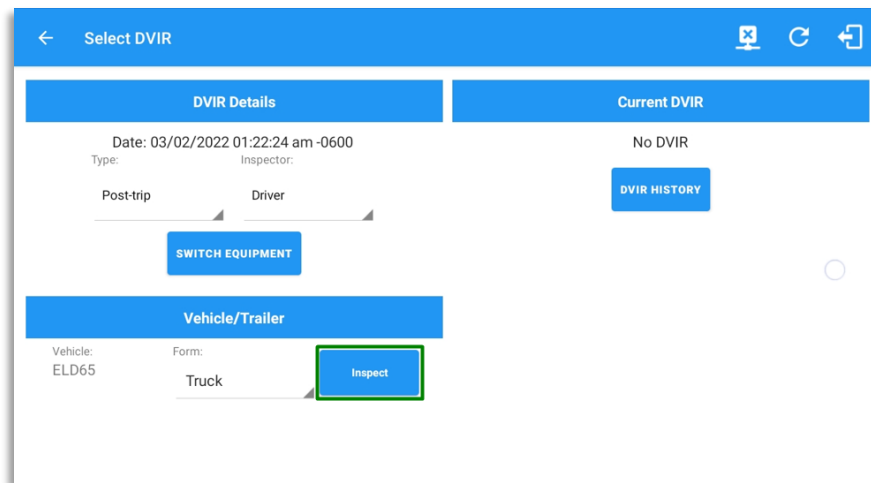 Select DVIR
DVIR Details
Date: 03/02/2022 01:22:24 am -0600
Type: Inspector:
Post-trip Driver
SWITCH EQUIPMENT
Vehicle/Trailer
Vehicle: Form:
ELD65 Truck Inspect
Current DVIR
No DVIR
DVIR HISTORY